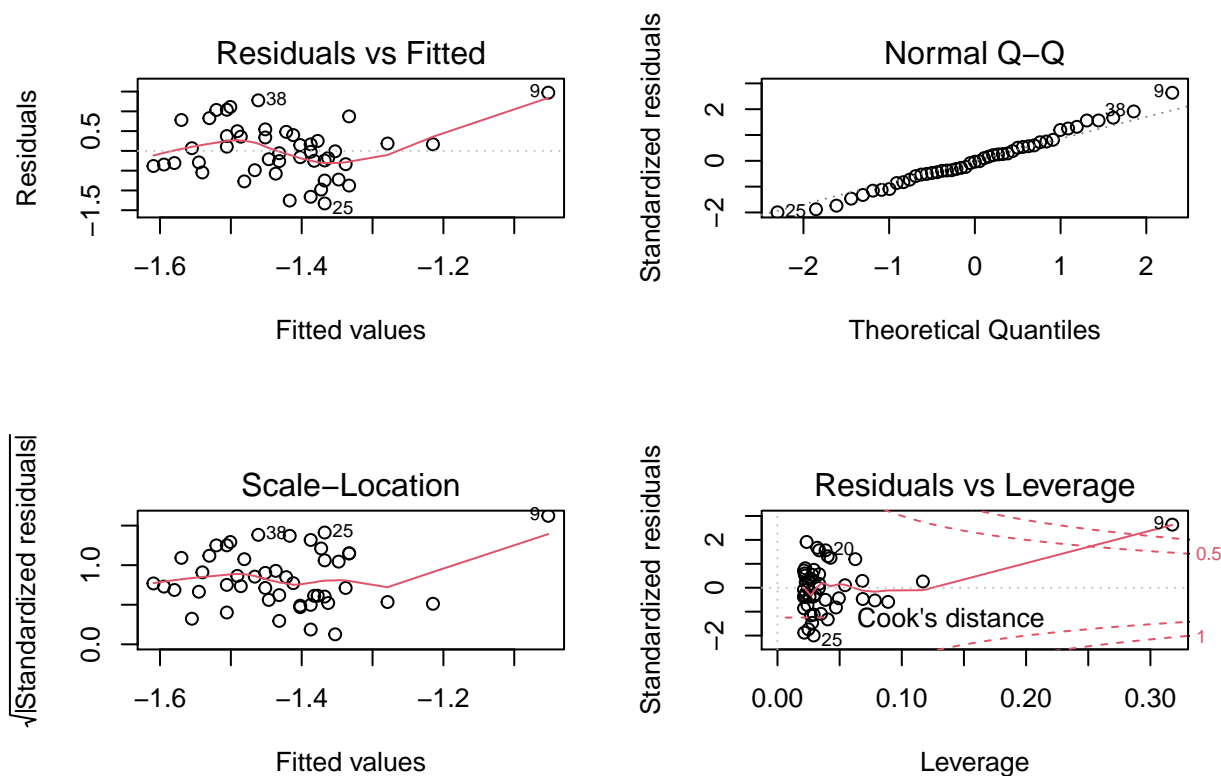 Residuals vs Fitted
Residuals
−1.5 0.5
−1.6 −1.4 −1.2
Fitted values
38
9
25
Normal Q−Q
Standardized residuals
−2 0 2
−2 −1 0 1 2
Theoretical Quantiles
9
38
25
Scale−Location
√|Standardized residuals|
0.0 1.0
−1.6 −1.4 −1.2
Fitted values
9
38
25
Residuals vs Leverage
Standardized residuals
−2 0 2
0.00 0.10 0.20 0.30
Leverage
9
20
25
Cook's distance
0.5
1